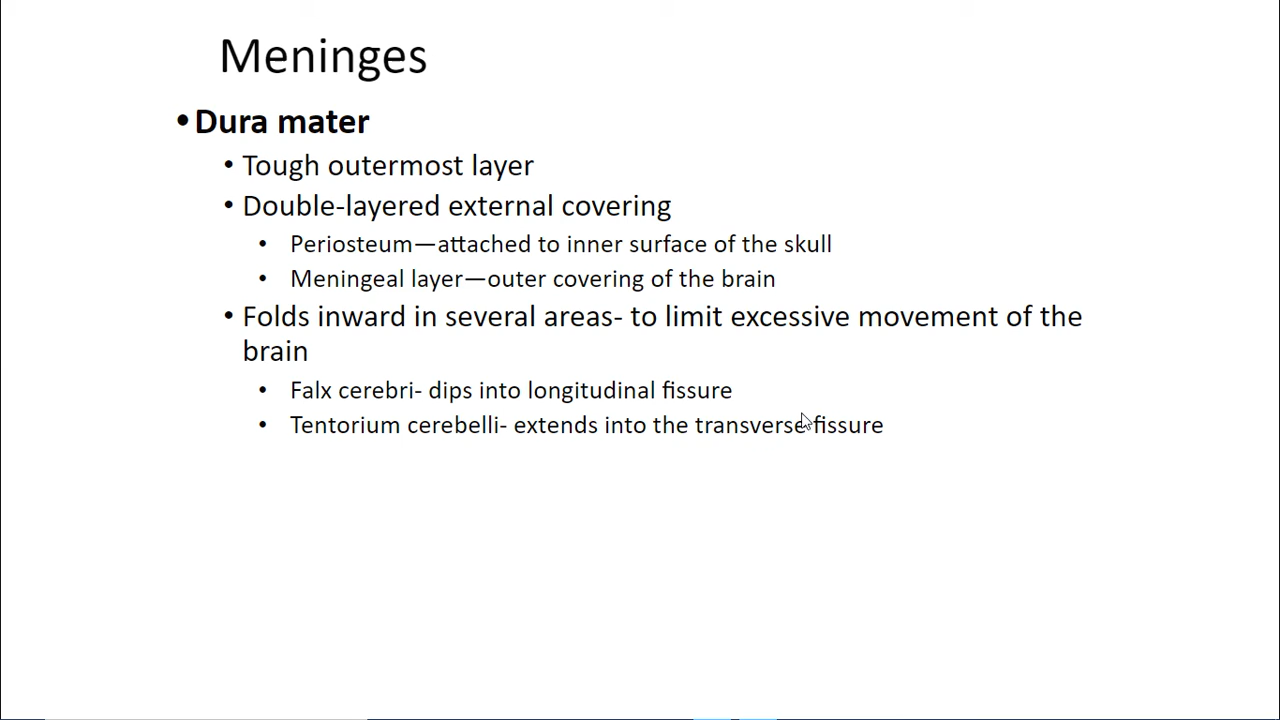 Meninges
•Dura mater
• Tough outermost layer
• Double-layered external covering
• Periosteum—attached to inner surface of the skull
• Meningeal layer—outer covering of the brain
• Folds inward in several areas- to limit excessive movement of the
brain
• Falx cerebri- dips into longitudinal fissure
• Tentorium cerebelli- extends into the transverse fissure